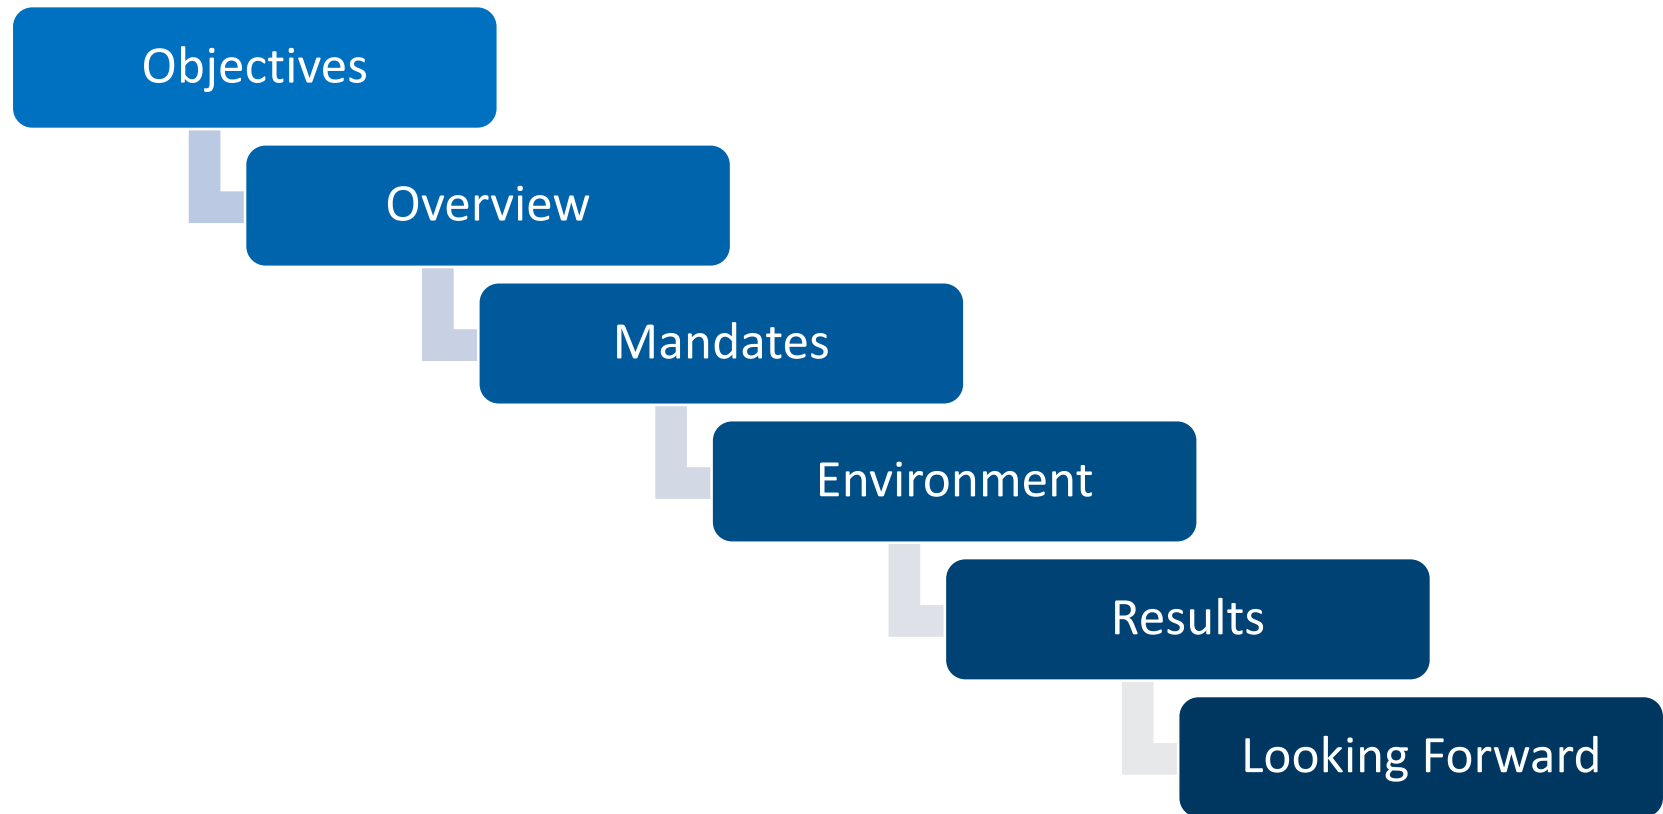 Objectives
Overview
Mandates
Environment
Results
Looking Forward